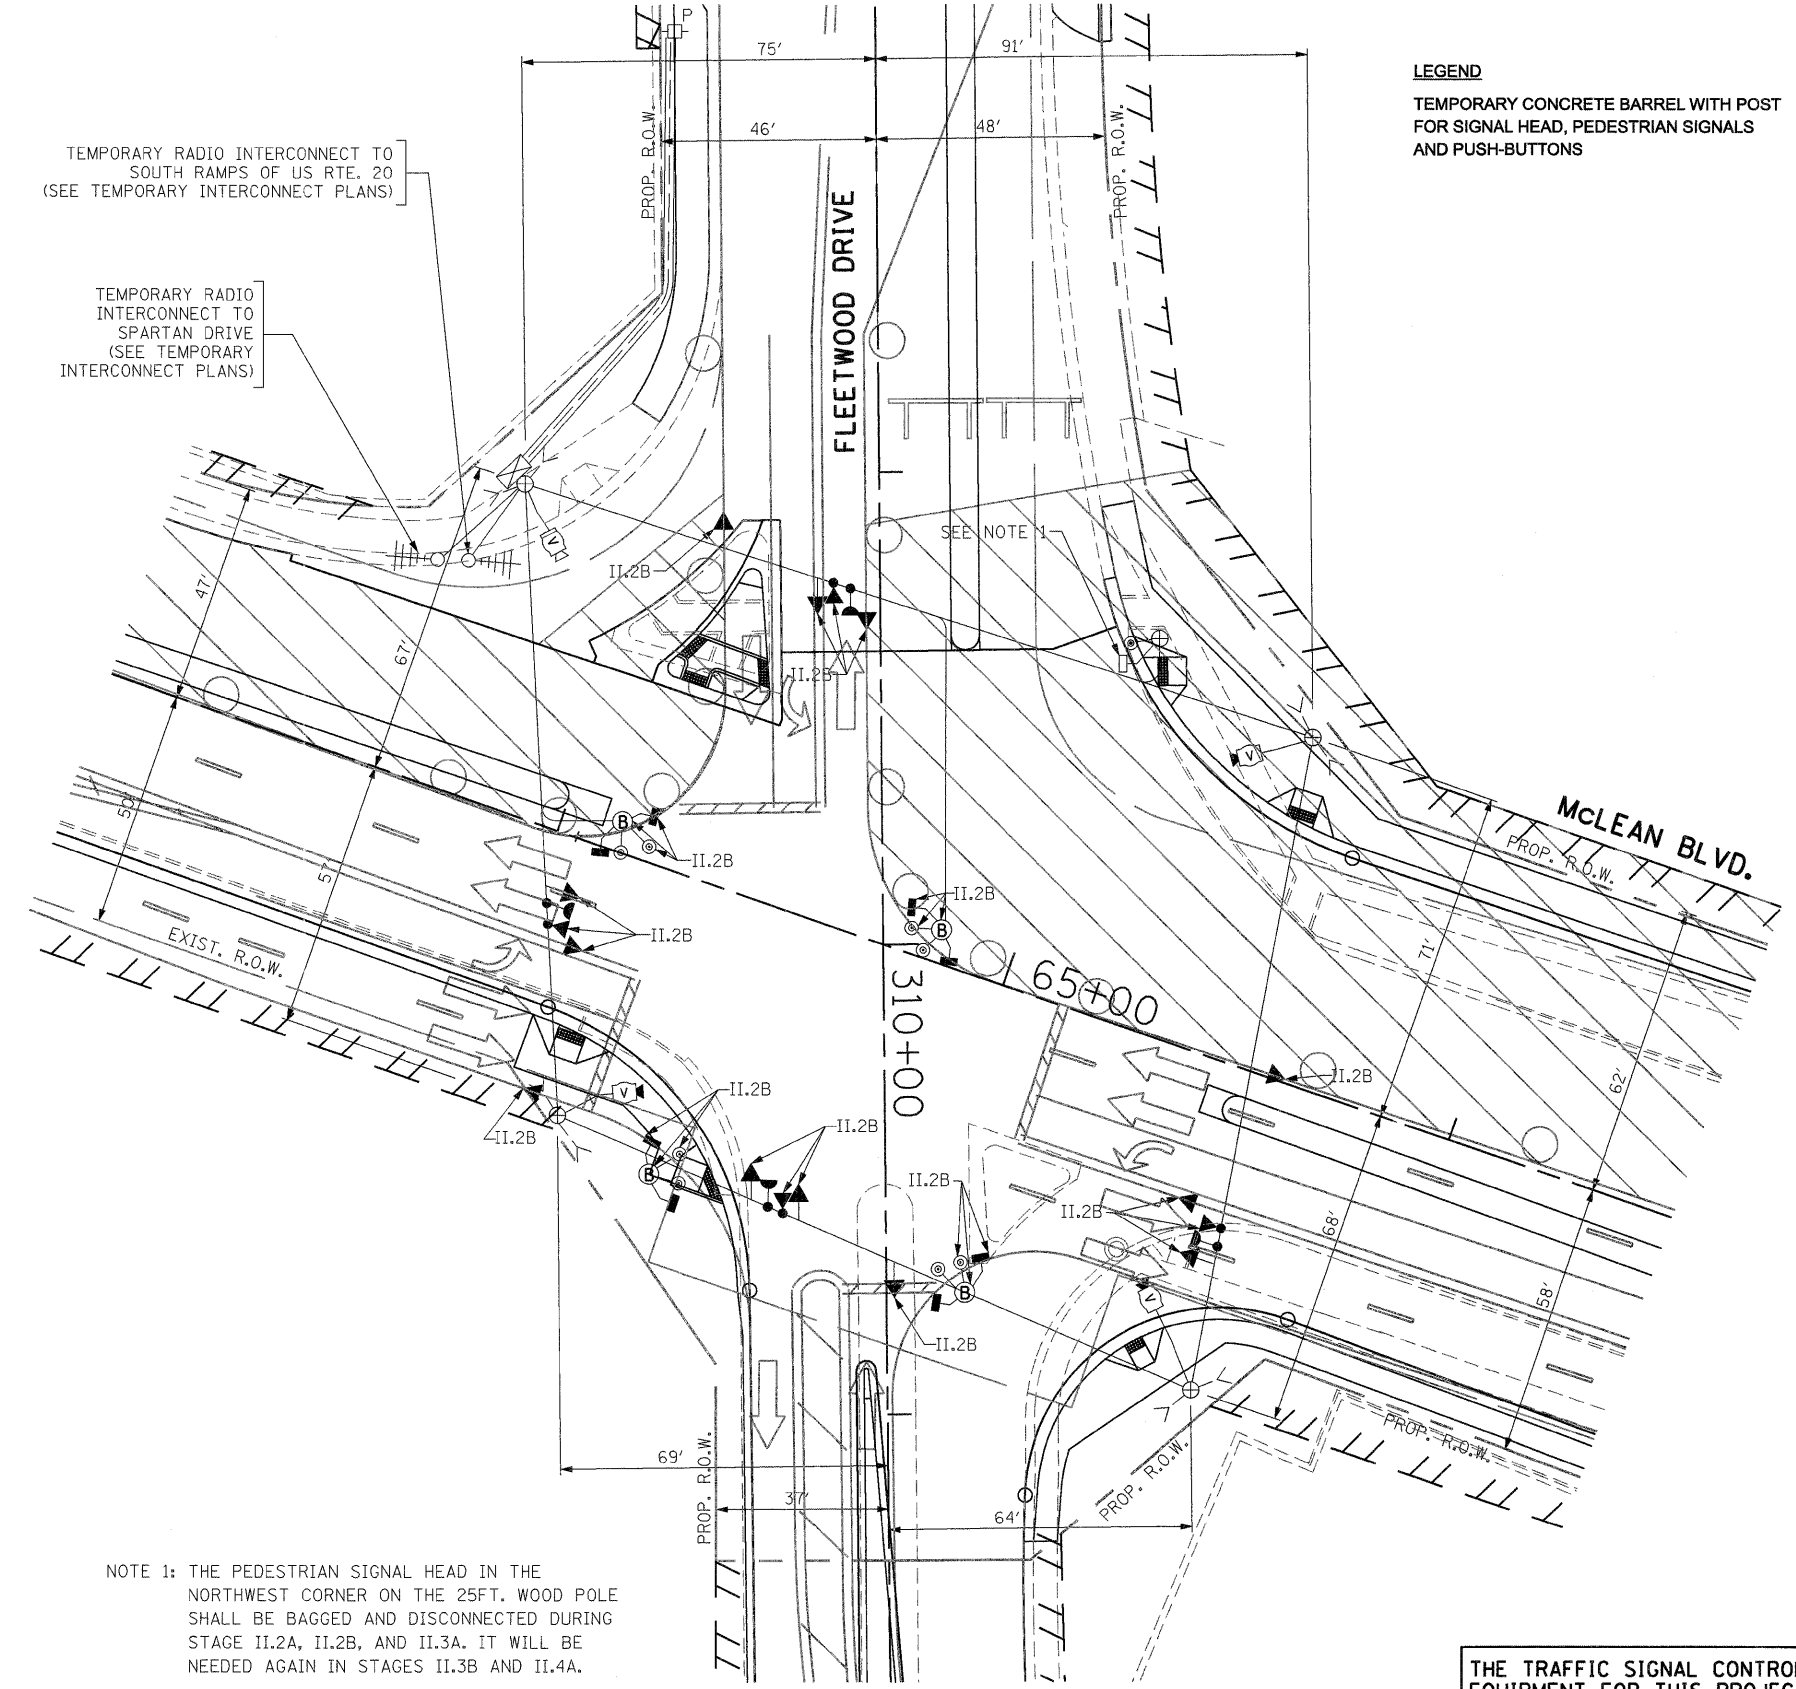 P
75'
91'
LEGEND
TEMPORARY CONCRETE BARREL WITH POST
FOR SIGNAL HEAD, PEDESTRIAN SIGNALS
AND PUSH-BUTTONS
46'
48'
PROP. R.O.W.
PROP. R.O.W.
TEMPORARY RADIO INTERCONNECT TO
SOUTH RAMPS OF US RTE. 20
(SEE TEMPORARY INTERCONNECT PLANS)
FLEETWOOD DRIVE
TEMPORARY RADIO
INTERCONNECT TO
SPARTAN DRIVE
(SEE TEMPORARY
INTERCONNECT PLANS)
SEE NOTE 1
V
II.2B
47'
67'
II.2B
V
McLEAN BLVD.
PROP. R.O.W.
50'
57'
B
II.2B
II.2B
B
II.2B
EXIST. R.O.W.
71'
65+00
310+00
62'
II.2B
V
II.2B
II.2B
II.2B
B
II.2B
II.2B
68'
58'
B
V
II.2B
PROP. R.O.W.
PROP. R.O.W.
PROP. R.O.W.
69'
37'
64'
NOTE 1: THE PEDESTRIAN SIGNAL HEAD IN THE
NORTHWEST CORNER ON THE 25FT. WOOD POLE
SHALL BE BAGGED AND DISCONNECTED DURING
STAGE II.2A, II.2B, AND II.3A. IT WILL BE
NEEDED AGAIN IN STAGES II.3B AND II.4A.
THE TRAFFIC SIGNAL CONTRO
EQUIPMENT FOR THIS PROJEC